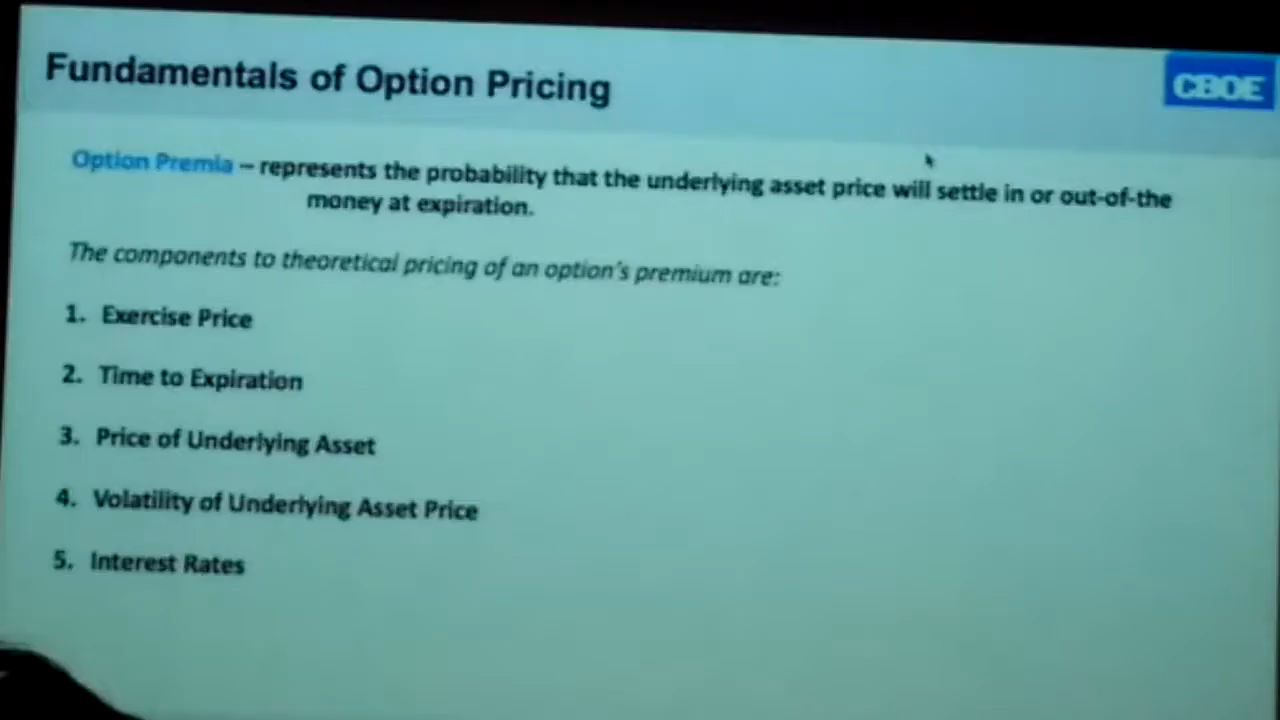 Fundamentals of Option Pricing
CBOE
Option Premia – represents the probability that the underlying asset price will settle in or out-of-the
money at expiration.
The components to theoretical pricing of an option's premium are:
1. Exercise Price
2. Time to Expiration
3. Price of Underlying Asset
4. Volatility of Underlying Asset Price
5. Interest Rates